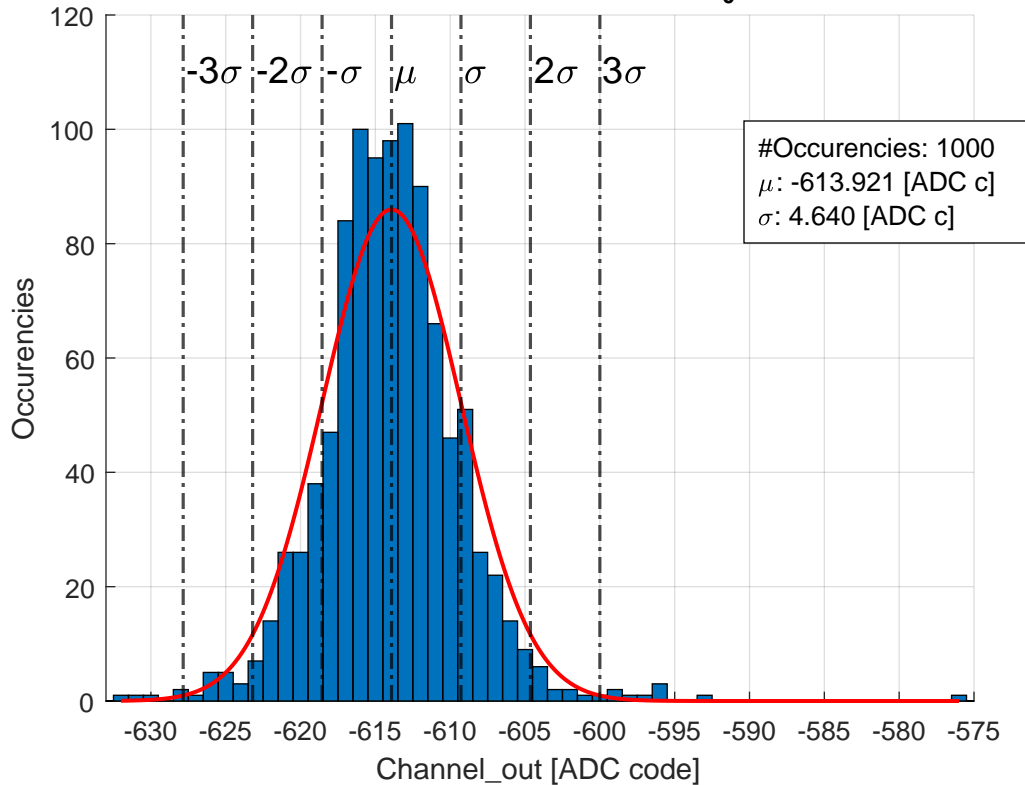 120
-3σ -2σ -σ μ σ 2σ 3σ
100
#Occurencies: 1000
μ: -613.921 [ADC c]
σ: 4.640 [ADC c]
80
60
40
20
0
Occurencies
-630 -625 -620 -615 -610 -605 -600 -595 -590 -585 -580 -575
Channel_out [ADC code]